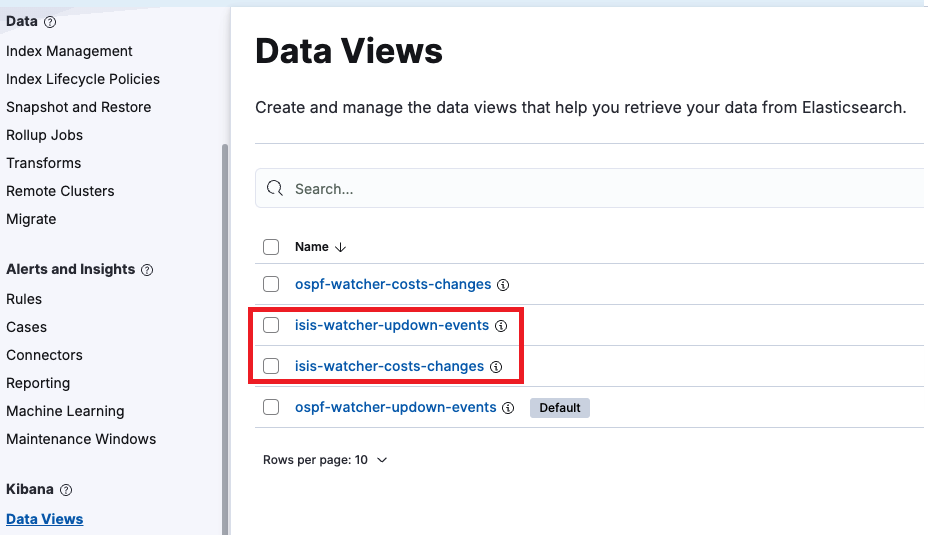 Data
Index Management
Index Lifecycle Policies
Snapshot and Restore
Rollup Jobs
Transforms
Remote Clusters
Migrate
Alerts and Insights
Rules
Cases
Connectors
Reporting
Machine Learning
Maintenance Windows
Kibana
Data Views
Data Views
Create and manage the data views that help you retrieve your data from Elasticsearch.
Search...
Name
ospf-watcher-costs-changes
isis-watcher-updown-events
isis-watcher-costs-changes
ospf-watcher-updown-events Default
Rows per page: 10